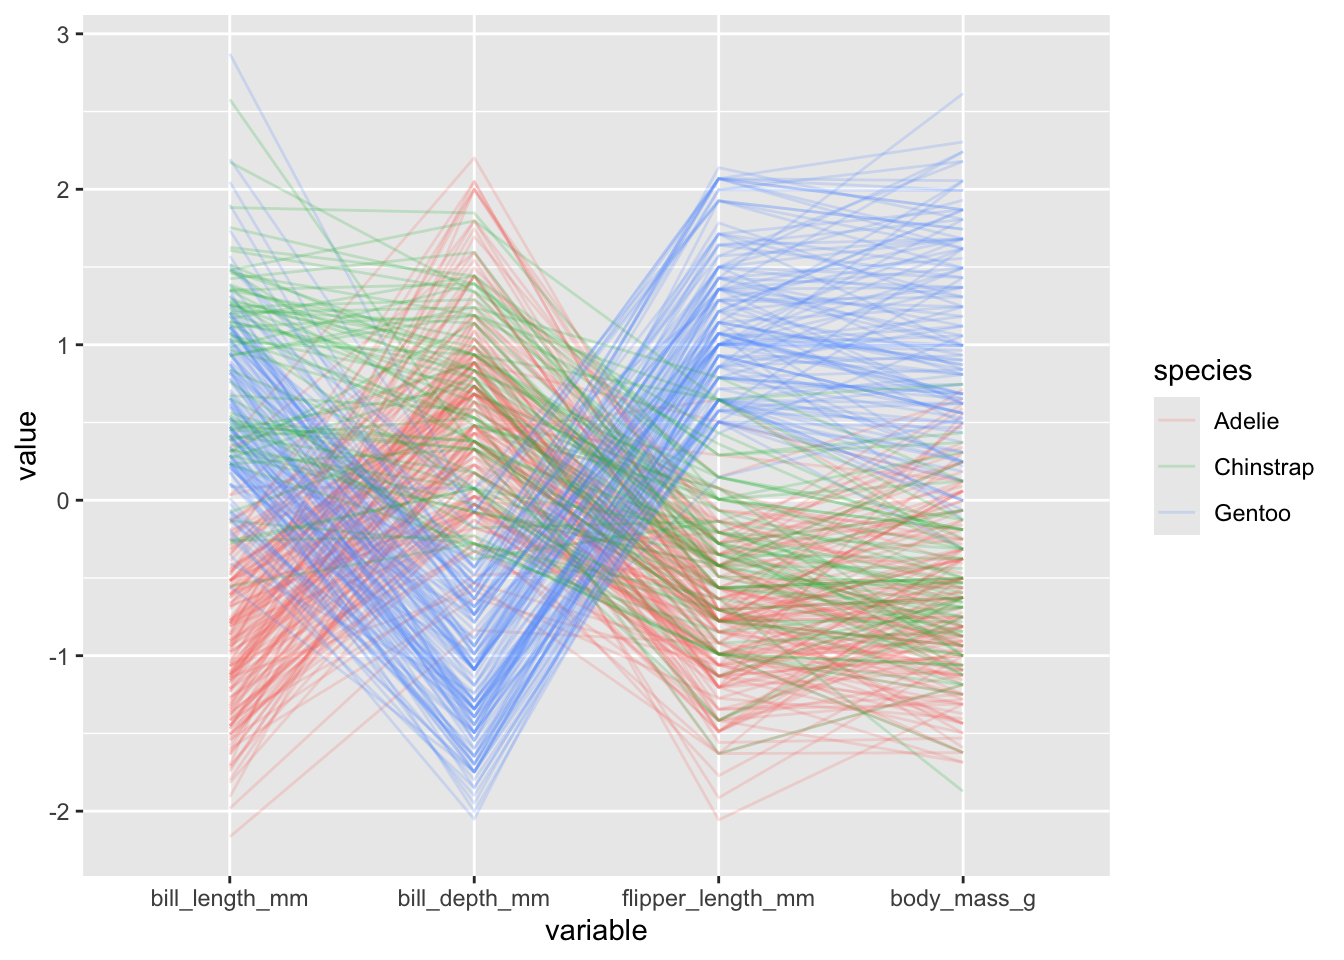 3
2
1
0
-1
-2
value
bill_length_mm bill_depth_mm flipper_length_mm body_mass_g
variable
species
Adelie
Chinstrap
Gentoo